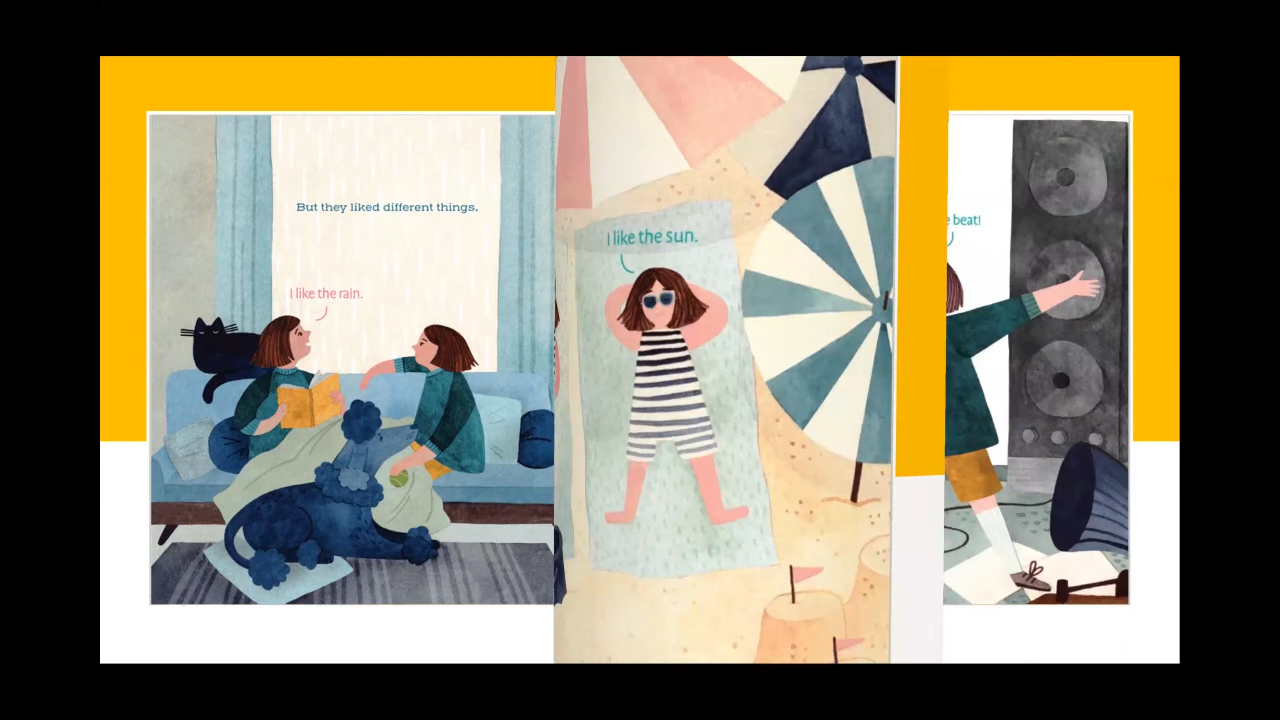 But they liked different things.
I like the rain.
I like the sun.
beat!